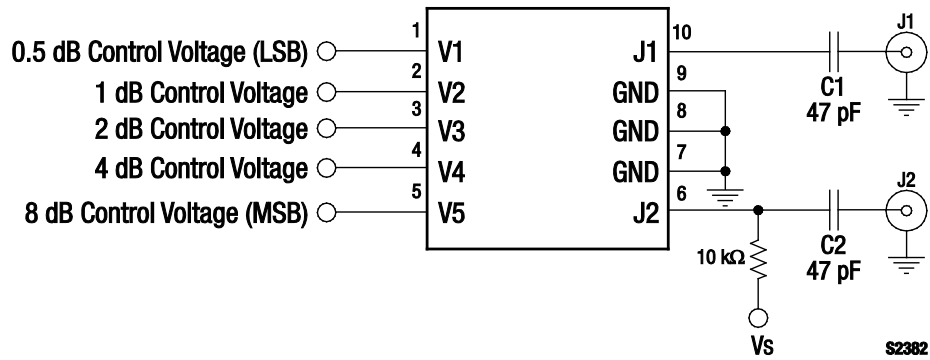 0.5 dB Control Voltage (LSB)
1 dB Control Voltage
2 dB Control Voltage
4 dB Control Voltage
8 dB Control Voltage (MSB)
1
2
3
4
5
V1
V2
V3
V4
V5
J1
GND
GND
GND
J2
10
9
8
7
6
C1
47 pF
J1
10 kΩ
Vs
C2
47 pF
J2
S2382